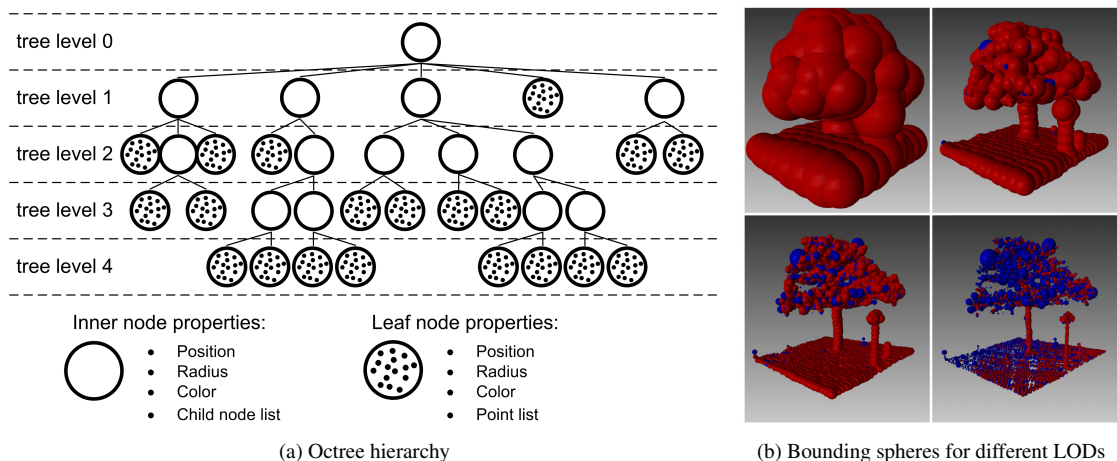 tree level 0
tree level 1
tree level 2
tree level 3
tree level 4
Inner node properties:
• Position
• Radius
• Color
• Child node list
Leaf node properties:
• Position
• Radius
• Color
• Point list
(a) Octree hierarchy
(b) Bounding spheres for different LODs